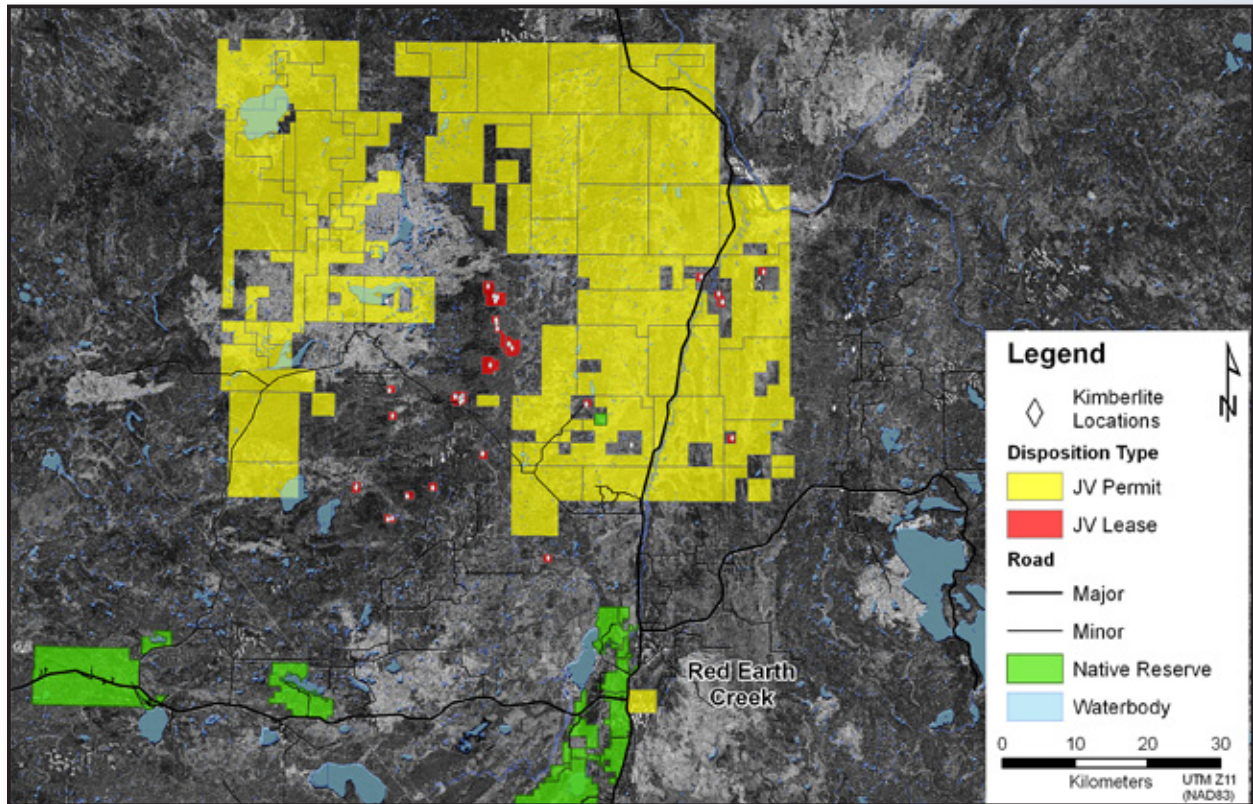 Red Earth
Creek
Legend
N
Kimberlite
Locations
Disposition Type
JV Permit
JV Lease
Road
Major
Minor
Native Reserve
Waterbody
0 10 20 30
Kilometers
UTM Z11
(NAD83)